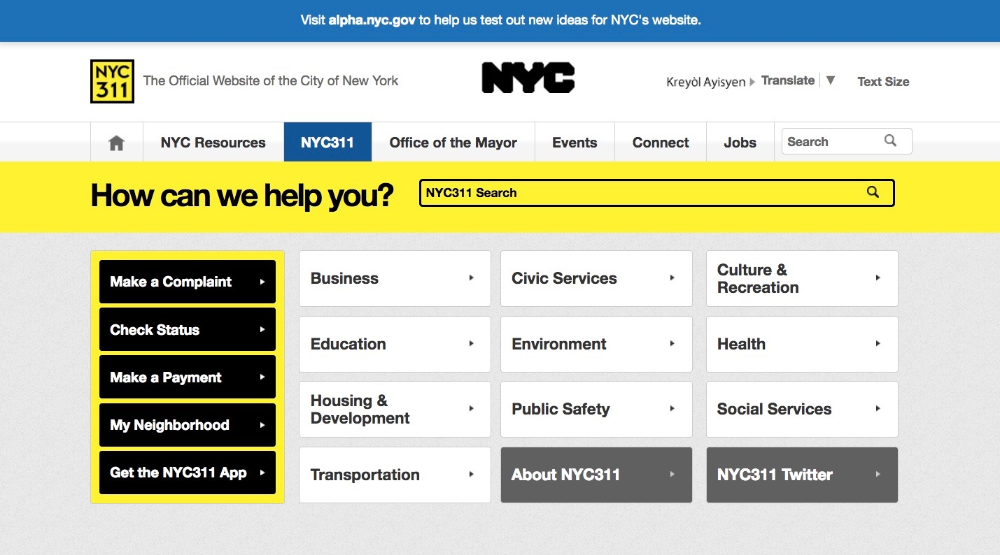 Visit alpha.nyc.gov to help us test out new ideas for NYC's website.
NYC
311
The Official Website of the City of New York
NYC
Kreyòl Ayisyen
Translate
Text Size
NYC Resources
NYC311
Office of the Mayor
Events
Connect
Jobs
Search
How can we help you?
NYC311 Search
Make a Complaint
Check Status
Make a Payment
My Neighborhood
Get the NYC311 App
Business
Civic Services
Culture &
Recreation
Education
Environment
Health
Housing &
Development
Public Safety
Social Services
Transportation
About NYC311
NYC311 Twitter